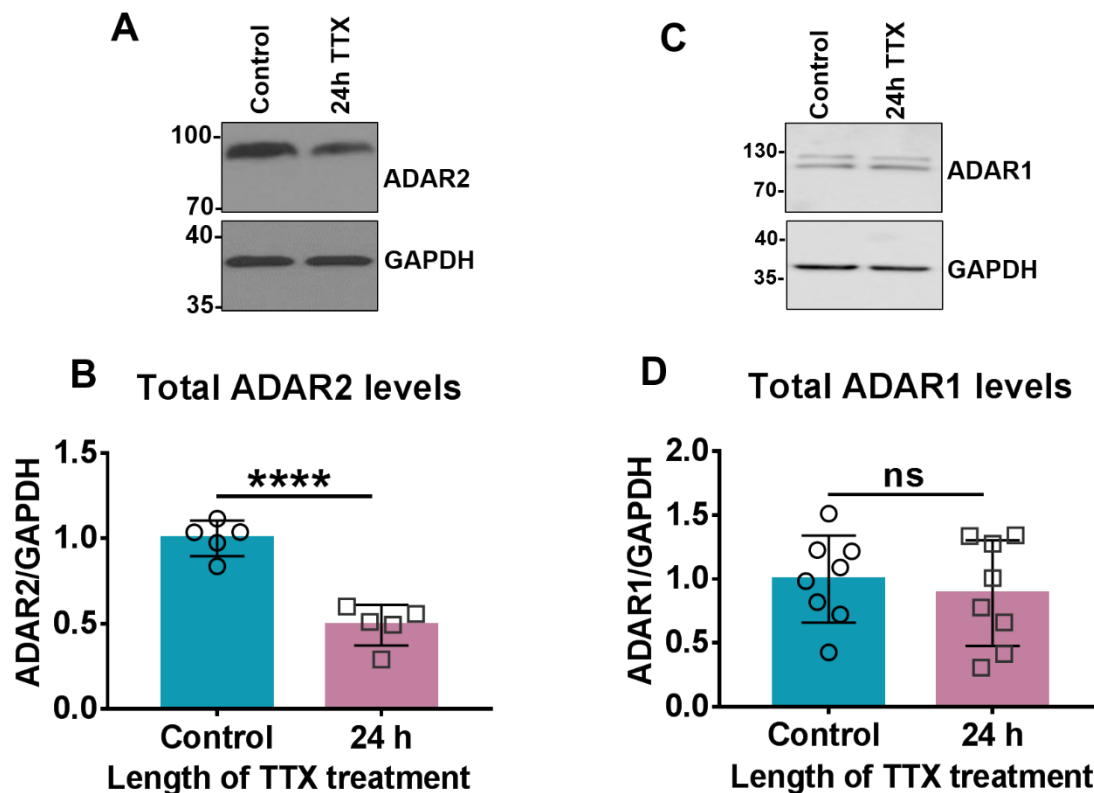 A
Control
24h TTX
100
ADAR2
70
40
GAPDH
35
C
Control
24h TTX
130
ADAR1
70
40
GAPDH
35
B
Total ADAR2 levels
ADAR2/GAPDH
1.5
1.0
0.5
0.0
****
Control
24 h
Length of TTX treatment
D
Total ADAR1 levels
ADAR1/GAPDH
2.0
1.5
1.0
0.5
0.0
ns
Control
24 h
Length of TTX treatment